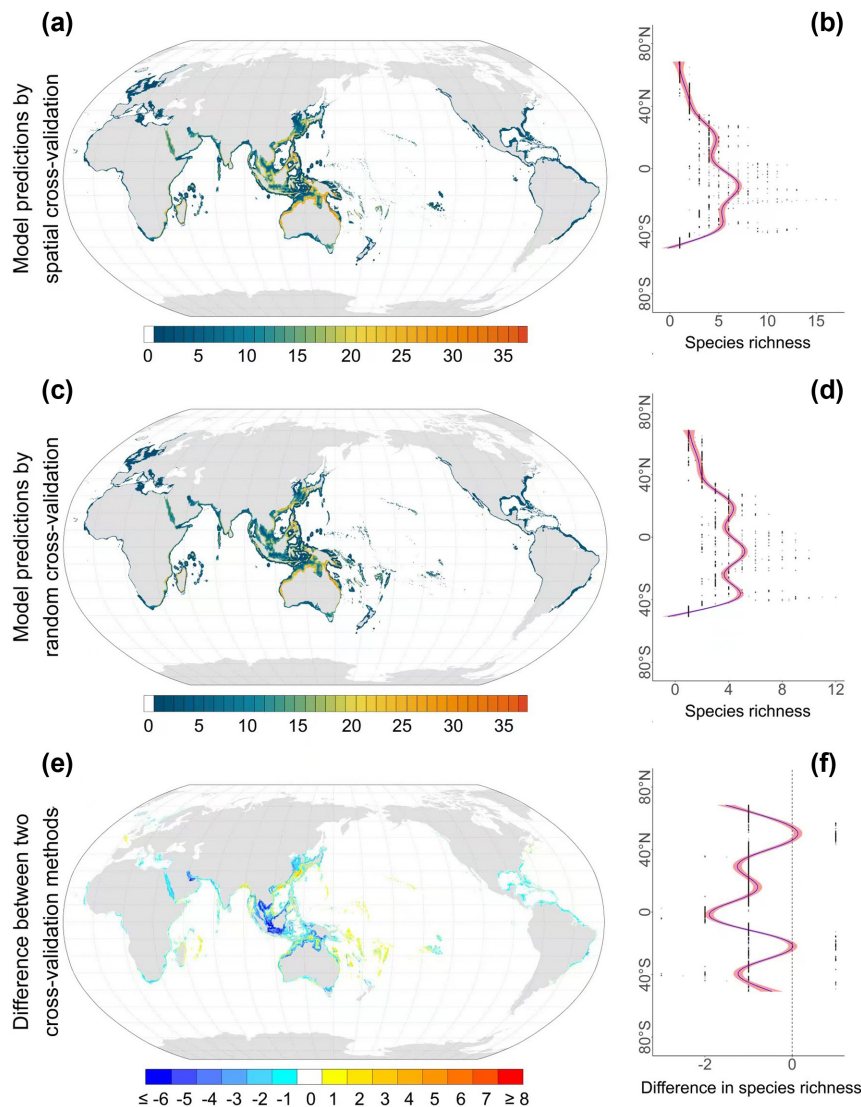 (a)
(b)
Model predictions by
spatial cross-validation
0 5 10 15 20 25 30 35
80°N
40°N
0
40°S
80°S
0 5 10 15
Species richness
(c)
(d)
Model predictions by
random cross-validation
0 5 10 15 20 25 30 35
80°N
40°N
0
40°S
80°S
0 4 8 12
Species richness
(e)
(f)
Difference between two
cross-validation methods
≤ -6 -5 -4 -3 -2 -1 0 1 2 3 4 5 6 7 ≥ 8
80°N
40°N
0
40°S
80°S
-2 0
Difference in species richness